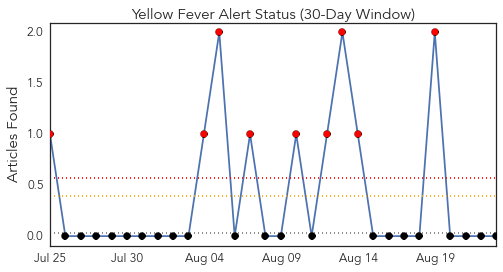 Yellow Fever Alert Status (30-Day Window)
Articles Found
2.0
1.5
1.0
0.5
0.0
Jul 25 Jul 30 Aug 04 Aug 09 Aug 14 Aug 19